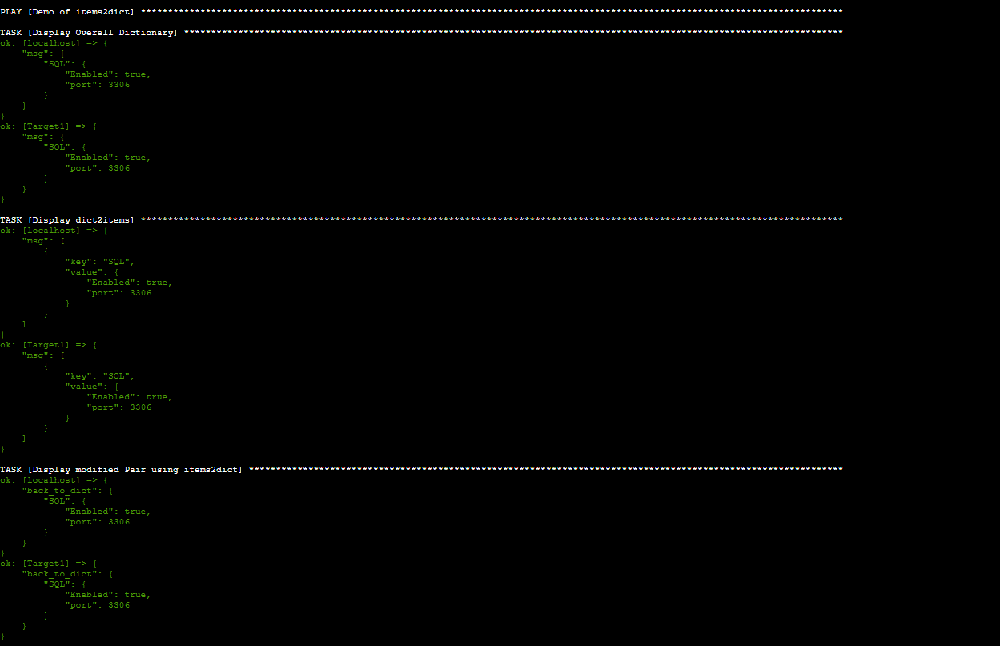 PLAY [Demo of items2dict] **********************************************************************************************************************************
TASK [Display Overall Dictionary] **************************************************************************************************************************
ok: [localhost] => {
    "msg": {
        "SQL": {
            "Enabled": true,
            "port": 3306
        }
    }
}
ok: [Target1] => {
    "msg": {
        "SQL": {
            "Enabled": true,
            "port": 3306
        }
    }
}
TASK [Display dict2items] **********************************************************************************************************************************
ok: [localhost] => {
    "msg": [
        {
            "key": "SQL",
            "value": {
                "Enabled": true,
                "port": 3306
            }
        }
    ]
}
ok: [Target1] => {
    "msg": [
        {
            "key": "SQL",
            "value": {
                "Enabled": true,
                "port": 3306
            }
        }
    ]
}
TASK [Display modified Pair using items2dict] **************************************************************************************************************
ok: [localhost] => {
    "back_to_dict": {
        "SQL": {
            "Enabled": true,
            "port": 3306
        }
    }
}
ok: [Target1] => {
    "back_to_dict": {
        "SQL": {
            "Enabled": true,
            "port": 3306
        }
    }
}